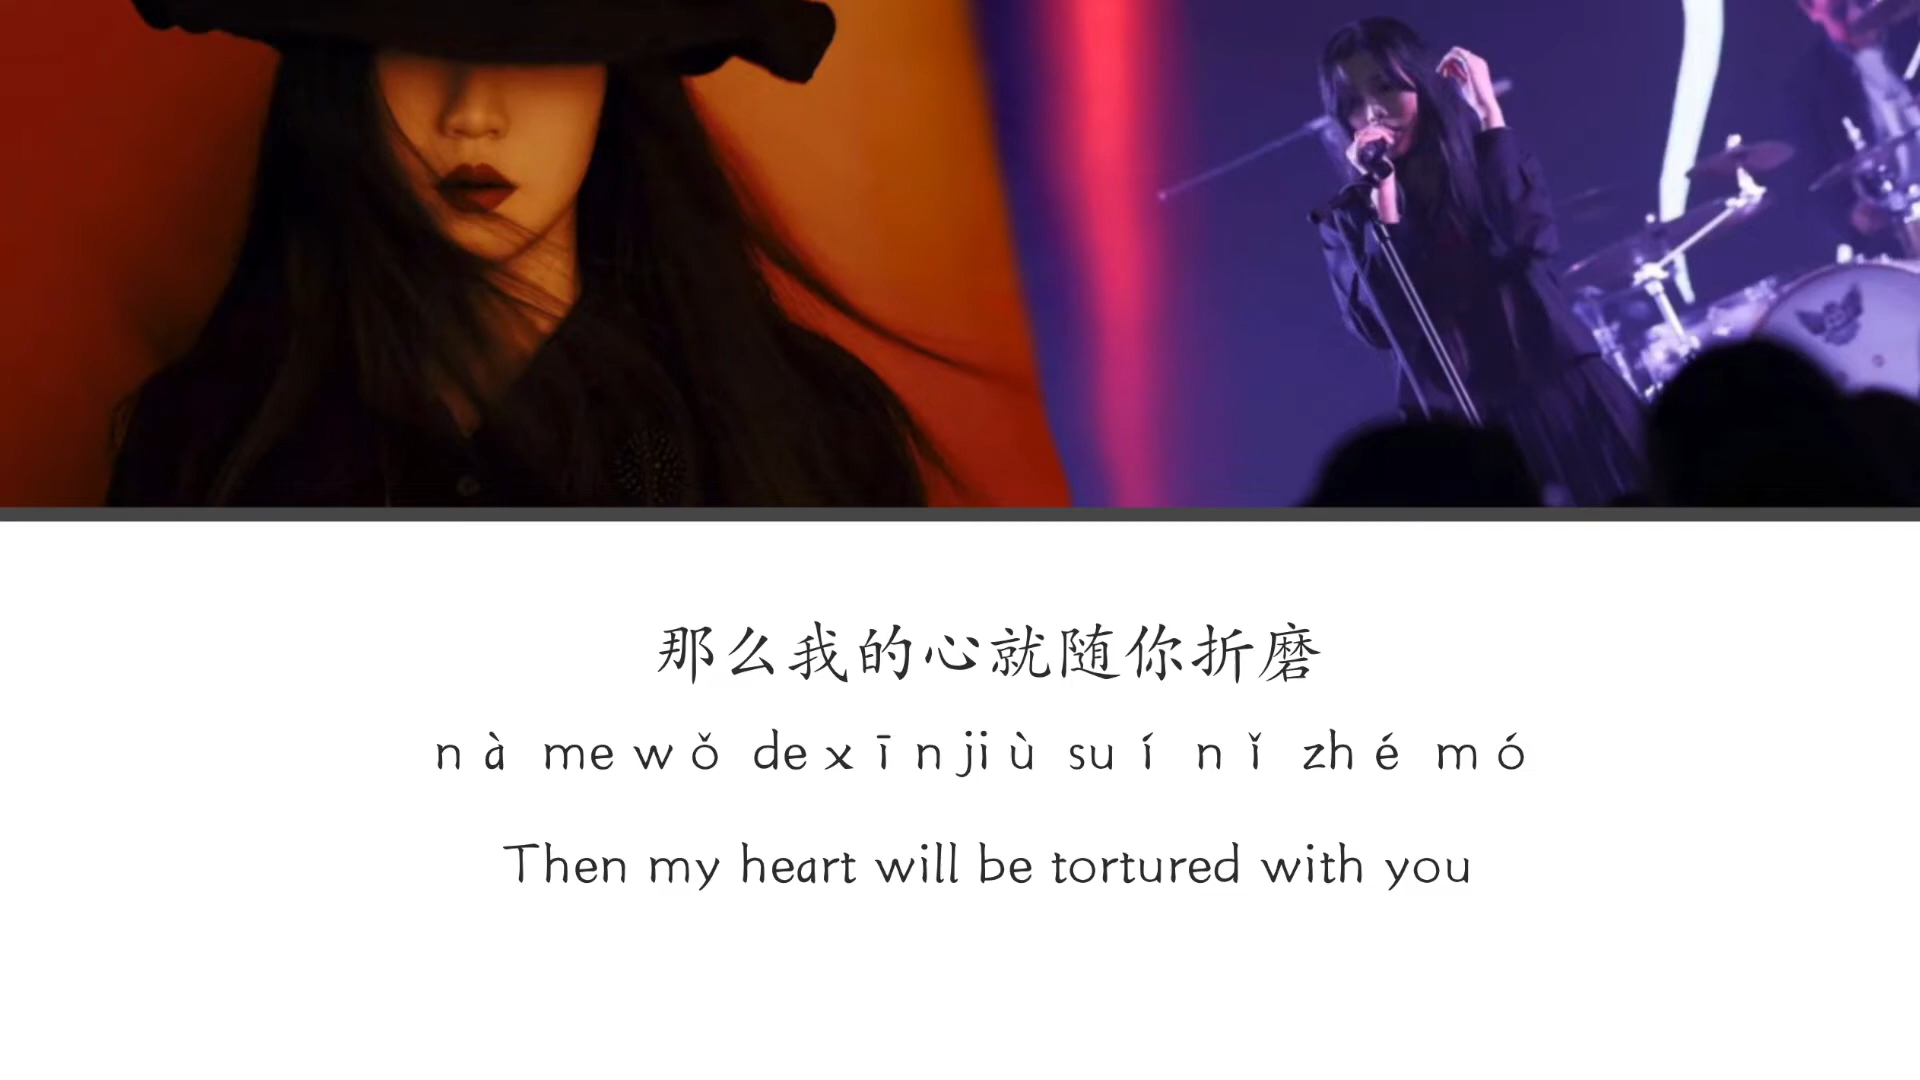 那么我的心就随你折磨
nà me wǒ de xīn jiù suí nǐ zhé mó
Then my heart will be tortured with you